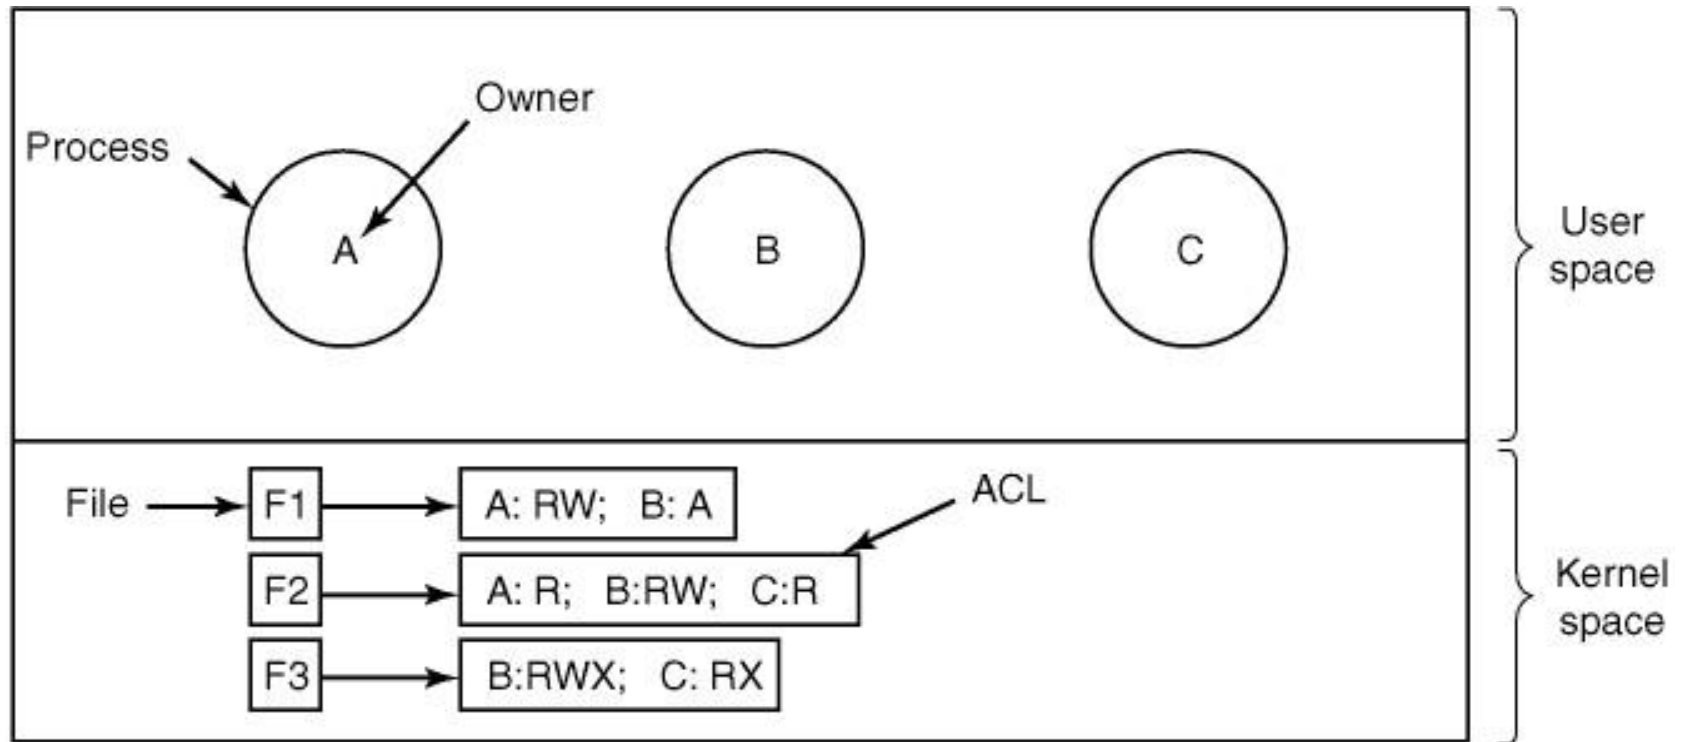 Owner
Process
A
B
C
User
space
File
F1
A: RW; B: A
ACL
F2
A: R; B:RW; C:R
F3
B:RWX; C: RX
Kernel
space